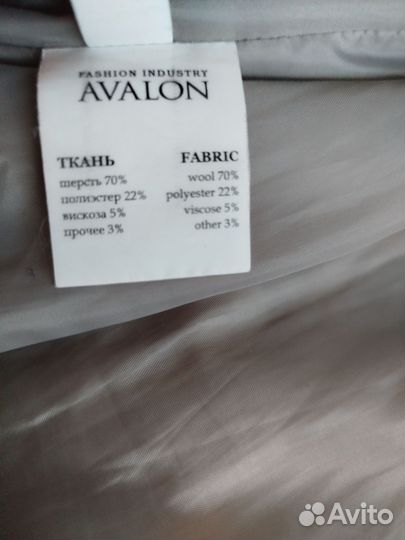 FASHION INDUSTRY
AVALON
ТКАНЬ FABRIC
шерсть 70% wool 70%
полиэстер 22% polyester 22%
вискоза 5% viscose 5%
прочее 3% other 3%
Avito